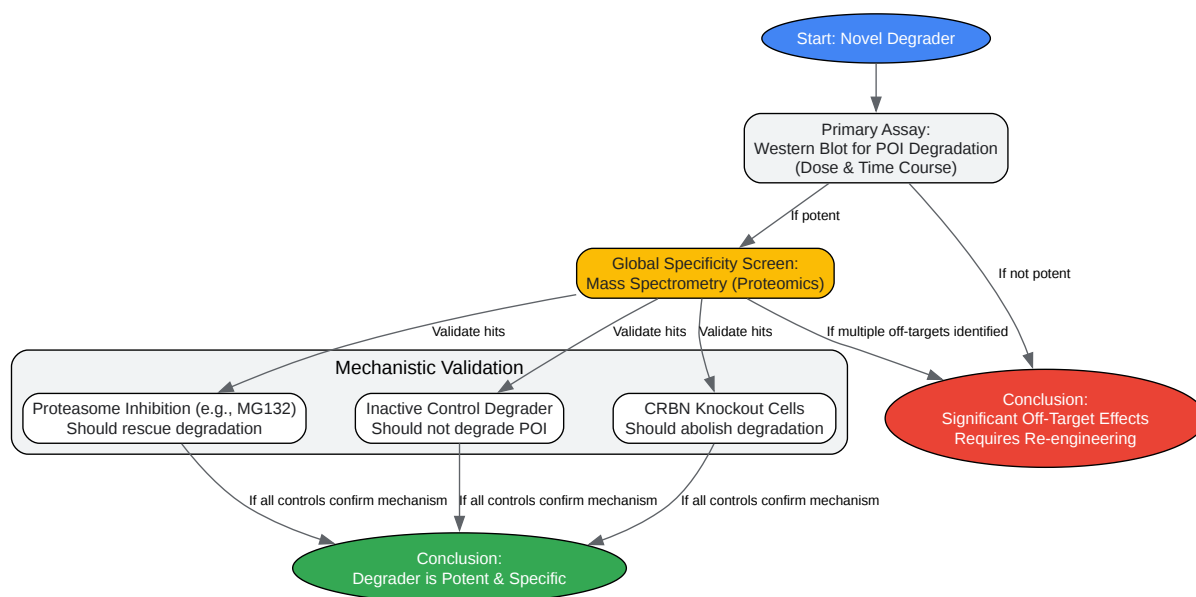 Start: Novel Degrader
Primary Assay:
Western Blot for POI Degradation
(Dose & Time Course)
If potent
If not potent
Global Specificity Screen:
Mass Spectrometry (Proteomics)
Validate hits
Validate hits
Validate hits
If multiple off-targets identified
Mechanistic Validation
Proteasome Inhibition (e.g., MG132)
Should rescue degradation
Inactive Control Degrader
Should not degrade POI
CRBN Knockout Cells
Should abolish degradation
Conclusion:
Significant Off-Target Effects
Requires Re-engineering
If all controls confirm mechanism
If all controls confirm mechanism
If all controls confirm mechanism
Conclusion:
Degrader is Potent & Specific